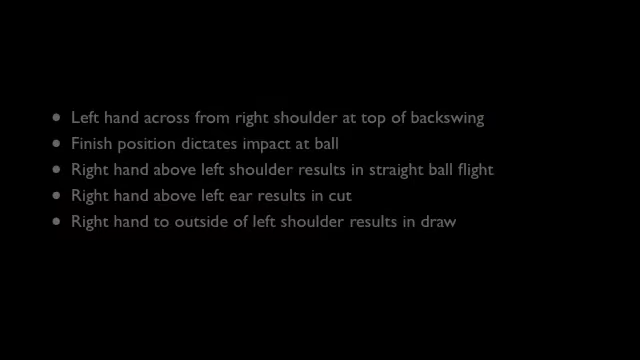 • Left hand across from right shoulder at top of backswing
• Finish position dictates impact at ball
• Right hand above left shoulder results in straight ball flight
• Right hand above left ear results in cut
• Right hand to outside of left shoulder results in draw